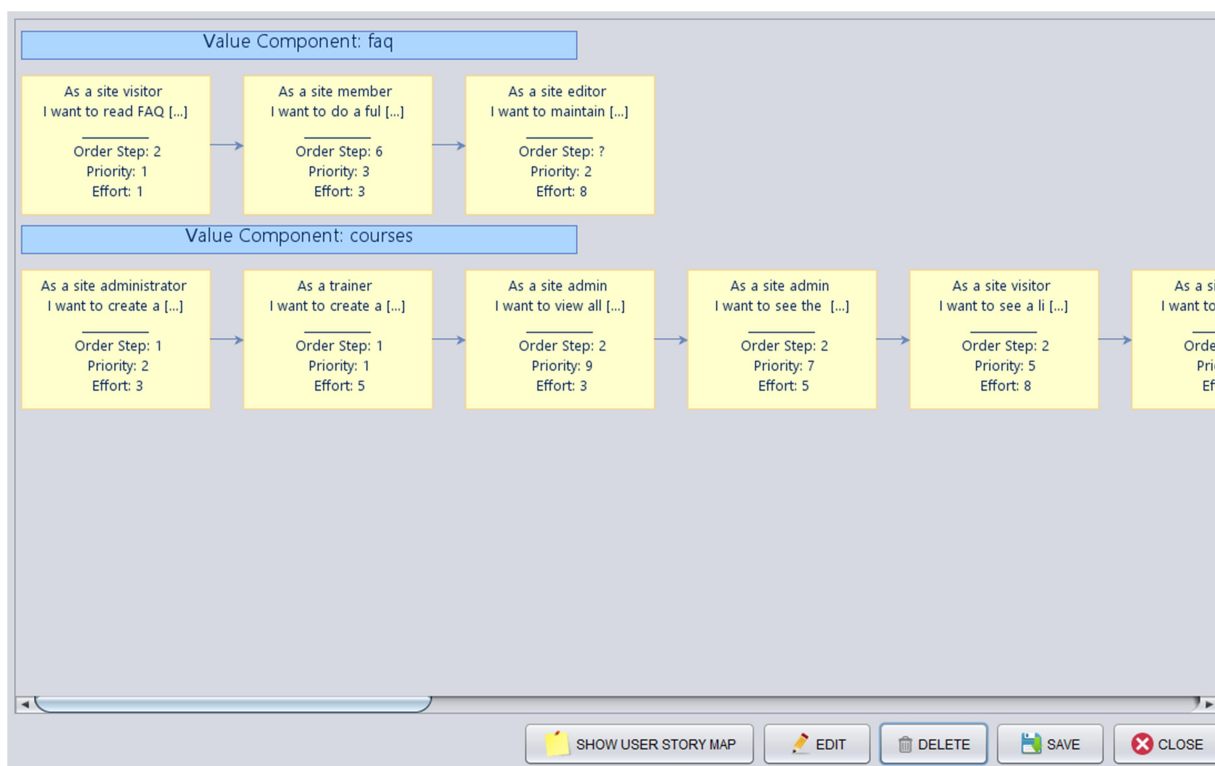 Value Component: faq
As a site visitor
I want to read FAQ [...]
Order Step: 2
Priority: 1
Effort: 1
As a site member
I want to do a ful [...]
Order Step: 6
Priority: 3
Effort: 3
As a site editor
I want to maintain [...]
Order Step: ?
Priority: 2
Effort: 8
Value Component: courses
As a site administrator
I want to create a [...]
Order Step: 1
Priority: 2
Effort: 3
As a trainer
I want to create a [...]
Order Step: 1
Priority: 1
Effort: 5
As a site admin
I want to view all [...]
Order Step: 2
Priority: 9
Effort: 3
As a site admin
I want to see the [...]
Order Step: 2
Priority: 7
Effort: 5
As a site visitor
I want to see a li [...]
Order Step: 2
Priority: 5
Effort: 8
As a
I want to
SHOW USER STORY MAP
EDIT
DELETE
SAVE
CLOSE